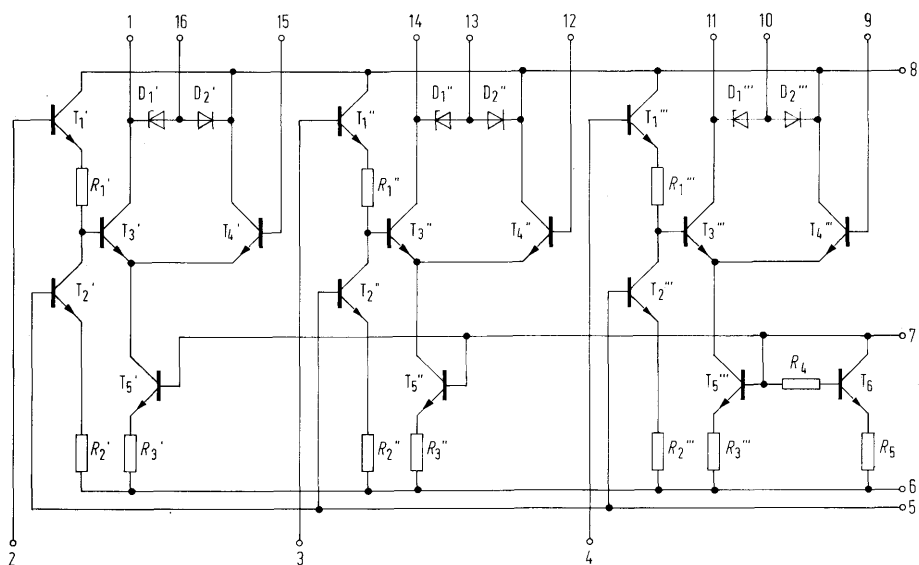 1 16 15 14 13 12 11 10 9
8
D1' D2' D1'' D2'' D1''' D2'''
T1' T1'' T1'''
R1' R1'' R1'''
T3' T4' T3'' T4'' T3''' T4'''
T2' T2'' T2'''
7
R4
T5' T5'' T5''' T6
R2' R3' R2'' R3'' R2''' R3''' R5
6
5
2 3 4